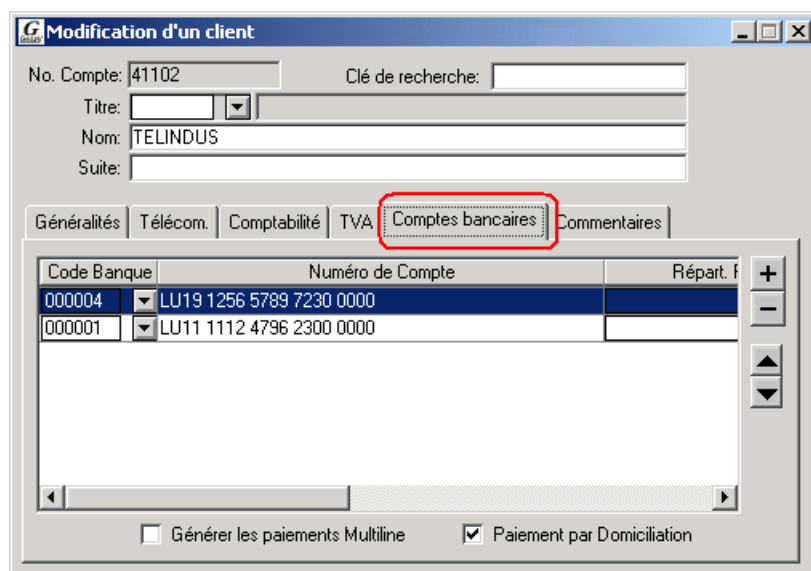 Modification d'un client
No. Compte: 41102 Clé de recherche:
Titre:
Nom: TELINDUS
Suite:
Généralités Télécom. Comptabilité TVA Comptes bancaires Commentaires
Code Banque Numéro de Compte Répart. F
000004 LU19 1256 5789 7230 0000
000001 LU11 1112 4796 2300 0000
Générer les paiements Multiline Paiement par Domiciliation